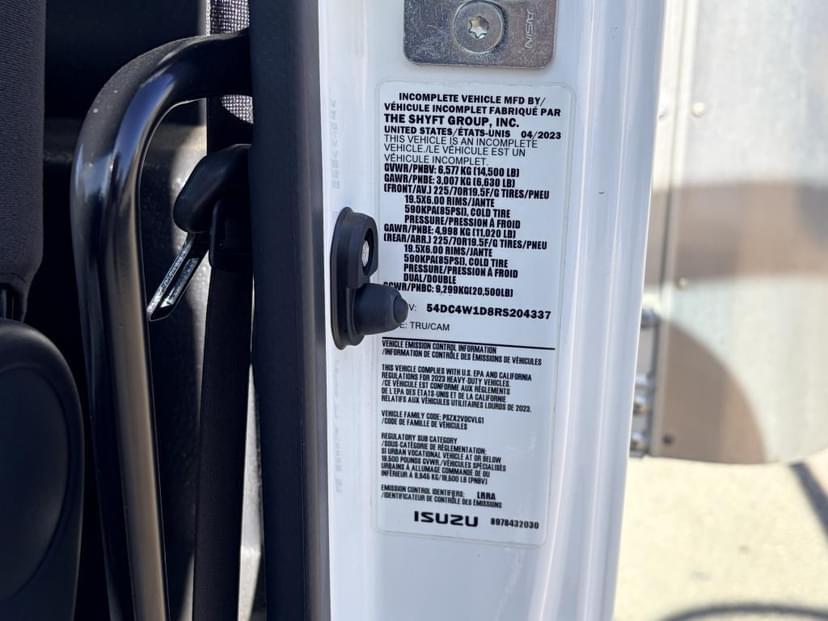 AISIN
INCOMPLETE VEHICLE MFD BY/
VÉHICULE INCOMPLET FABRIQUÉ PAR
THE SHYFT GROUP, INC.
UNITED STATES/ÉTATS-UNIS 04/2023
THIS VEHICLE IS AN INCOMPLETE
VEHICLE./LE VÉHICULE EST UN
VÉHICULE INCOMPLET.
GVWR/PNBV: 6,577 KG (14,500 LB)
GAWR/PNBE: 3,007 KG (6,630 LB)
(FRONT/AV.) 225/70R19.5F/G TIRES/PNEU
19.5X6.00 RIMS/JANTE
590KPA(85PSI), COLD TIRE
PRESSURE/PRESSION À FROID
GAWR/PNBE: 4,998 KG (11,020 LB)
(REAR/ARR.) 225/70R19.5F/G TIRES/PNEU
19.5X6.00 RIMS/JANTE
590KPA(85PSI), COLD TIRE
PRESSURE/PRESSION À FROID
DUAL/DOUBLE
GCWR/PNBC: 9,299KG(20,500LB)
V: 54DC4W1D8RS204337
E: TRU/CAM
VEHICLE EMISSION CONTROL INFORMATION
/INFORMATION DE CONTRÔLE DES ÉMISSIONS DE VÉHICULES
THIS VEHICLE COMPLIES WITH U.S. EPA AND CALIFORNIA
REGULATIONS FOR 2023 HEAVY-DUTY VEHICLES.
/CE VÉHICULE EST CONFORME AUX RÈGLEMENTS
DE L'EPA DES ÉTATS-UNIS ET DE LA CALIFORNIE
RELATIFS AUX VÉHICULES UTILITAIRES LOURDS DE 2023.
VEHICLE FAMILY CODE: PSZX2VOCVLG1
/CODE DE FAMILLE DE VÉHICULES
REGULATORY SUB CATEGORY
/SOUS-CATÉGORIE DE RÉGLEMENTATION:
SI URBAN VOCATIONAL VEHICLE AT OR BELOW
19,500 POUNDS GVWR/VÉHICULES SPÉCIALISÉS
URBAINS À ALLUMAGE COMMANDÉ DE OU
INFÉRIEUR À 8,845 KG/19,500 LB (PNBV)
EMISSION CONTROL IDENTIFIERS: LRRA
/IDENTIFICATEUR DE CONTRÔLE DES ÉMISSIONS
ISUZU 8978432030